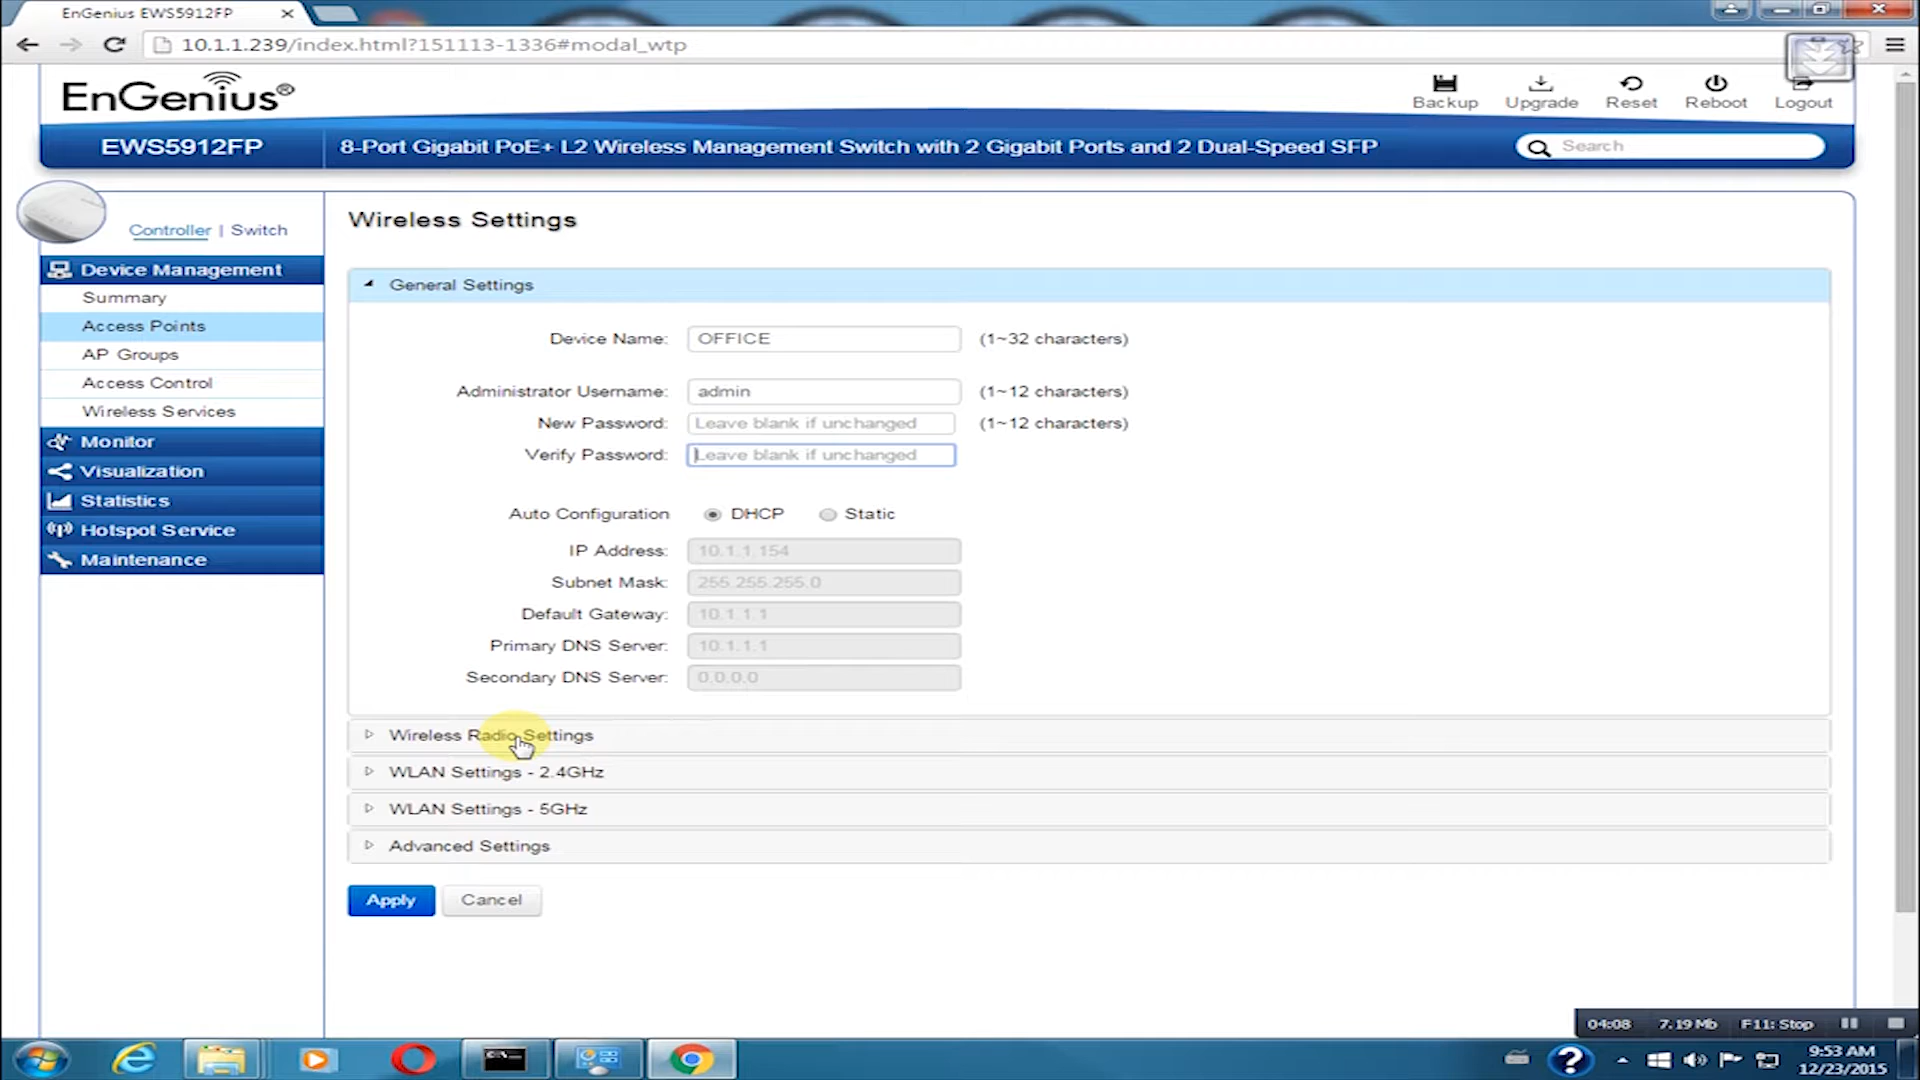 EnGenius EWS5912FP
10.1.1.239/index.html?151113-1336#modal_wtp
EnGenius®
Backup Upgrade Reset Reboot Logout
EWS5912FP
8-Port Gigabit PoE+ L2 Wireless Management Switch with 2 Gigabit Ports and 2 Dual-Speed SFP
Search
Controller | Switch
Device Management
Summary
Access Points
AP Groups
Access Control
Wireless Services
Monitor
Visualization
Statistics
Hotspot Service
Maintenance
Wireless Settings
General Settings
Device Name: OFFICE (1~32 characters)
Administrator Username: admin (1~12 characters)
New Password: Leave blank if unchanged (1~12 characters)
Verify Password: Leave blank if unchanged
Auto Configuration DHCP Static
IP Address: 10.1.1.154
Subnet Mask: 255.255.255.0
Default Gateway: 10.1.1.1
Primary DNS Server: 10.1.1.1
Secondary DNS Server: 0.0.0.0
Wireless Radio Settings
WLAN Settings - 2.4GHz
WLAN Settings - 5GHz
Advanced Settings
Apply Cancel
04:08 7.19 Mb F11: Stop
9:53 AM
12/23/2015